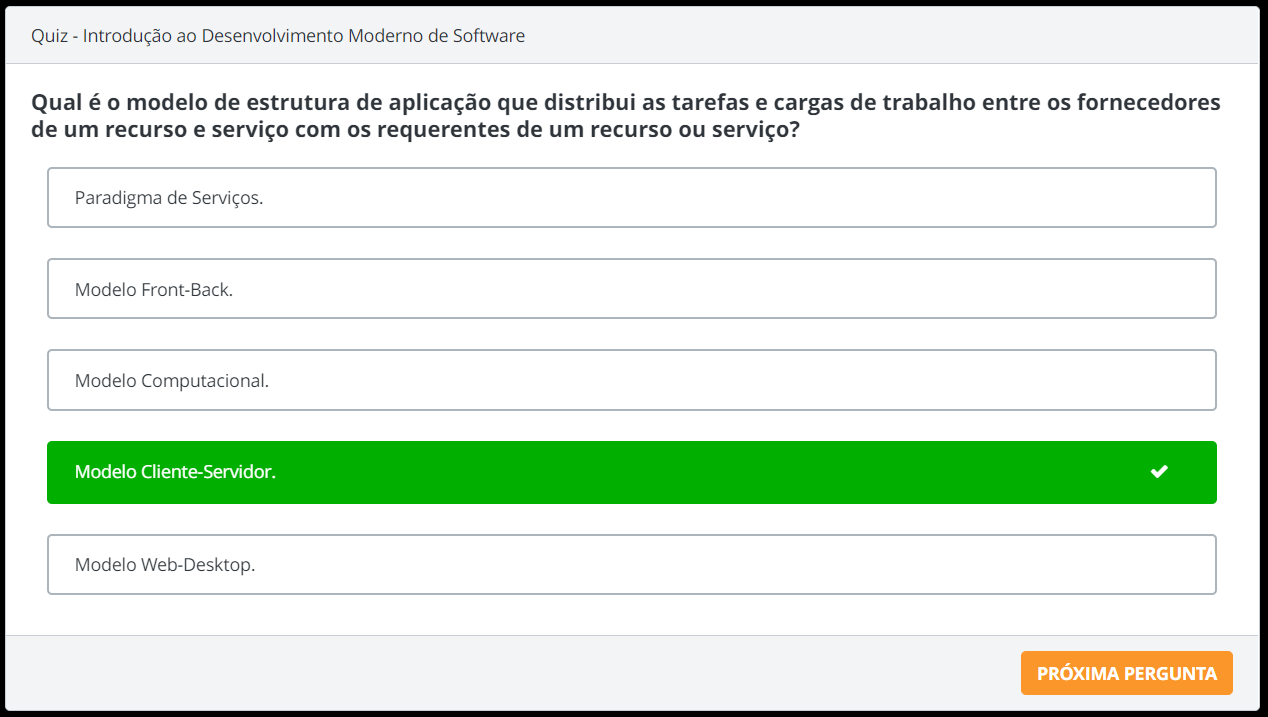 Quiz - Introdução ao Desenvolvimento Moderno de Software
Qual é o modelo de estrutura de aplicação que distribui as tarefas e cargas de trabalho entre os fornecedores
de um recurso e serviço com os requerentes de um recurso ou serviço?
Paradigma de Serviços.
Modelo Front-Back.
Modelo Computacional.
Modelo Cliente-Servidor.
Modelo Web-Desktop.
PRÓXIMA PERGUNTA